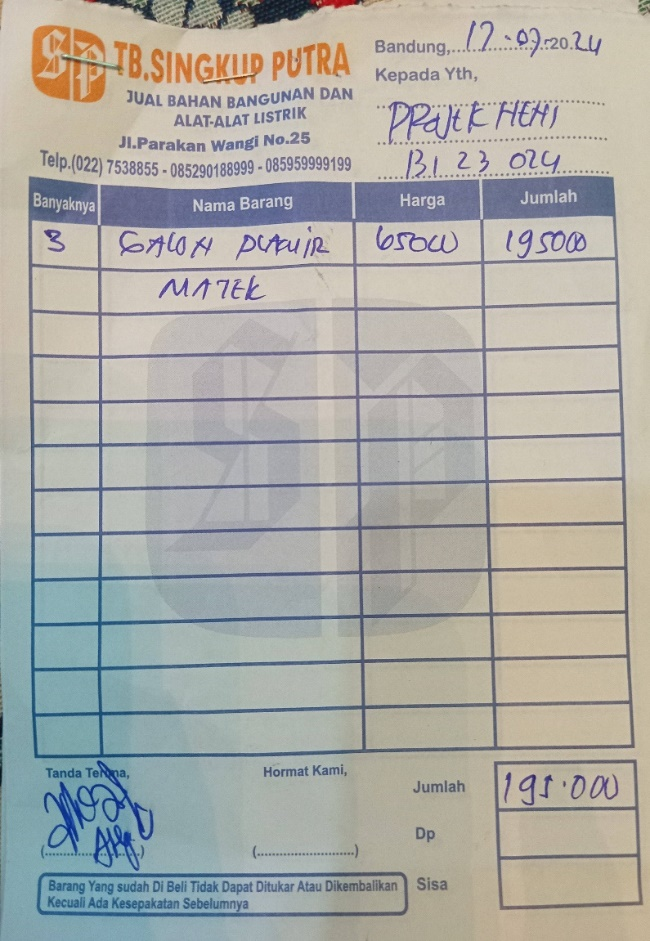 SP TB.SINGKUP PUTRA
JUAL BAHAN BANGUNAN DAN
ALAT-ALAT LISTRIK
Jl.Parakan Wangi No.25
Telp.(022) 7538855 - 085290188999 - 085959999199
Bandung, 17-07-2024
Kepada Yth,
HEHI
B1 23 024
Banyaknya Nama Barang Harga Jumlah
3 GALON 65000 195000
MATEK
Tanda Terima, Hormat Kami, Jumlah 195.000
Dp
(..................) (..................)
Sisa
Barang Yang sudah Di Beli Tidak Dapat Ditukar Atau Dikembalikan
Kecuali Ada Kesepakatan Sebelumnya